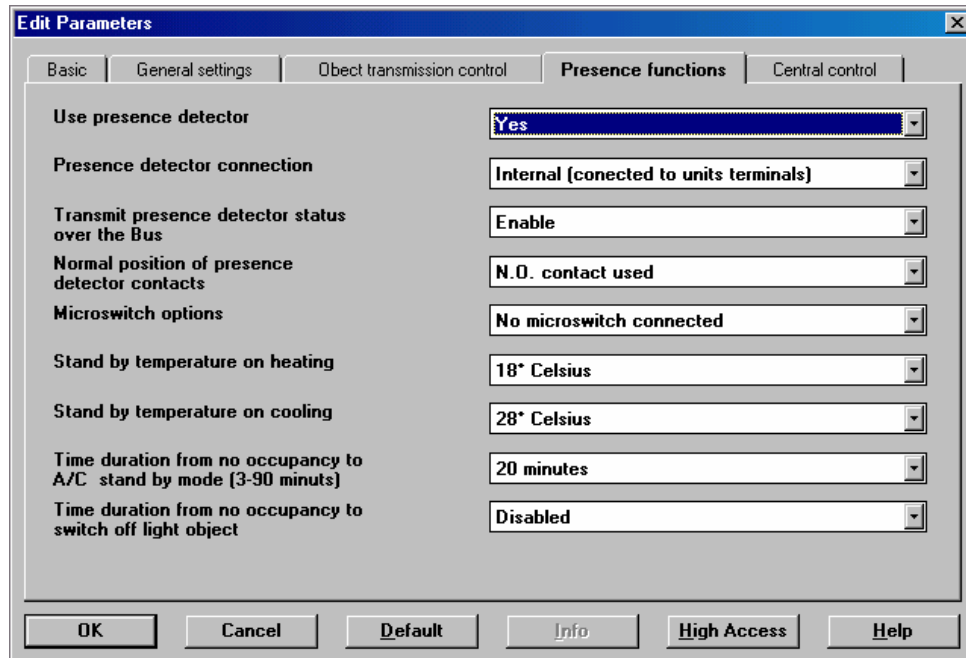 Edit Parameters
Basic
General settings
Obect transmission control
Presence functions
Central control
Use presence detector
Yes
Presence detector connection
Internal (conected to units terminals)
Transmit presence detector status
over the Bus
Enable
Normal position of presence
detector contacts
N.O. contact used
Microswitch options
No microswitch connected
Stand by temperature on heating
18* Celsius
Stand by temperature on cooling
28* Celsius
Time duration from no occupancy to
A/C stand by mode (3-90 minuts)
20 minutes
Time duration from no occupancy to
switch off light object
Disabled
OK
Cancel
Default
Info
High Access
Help